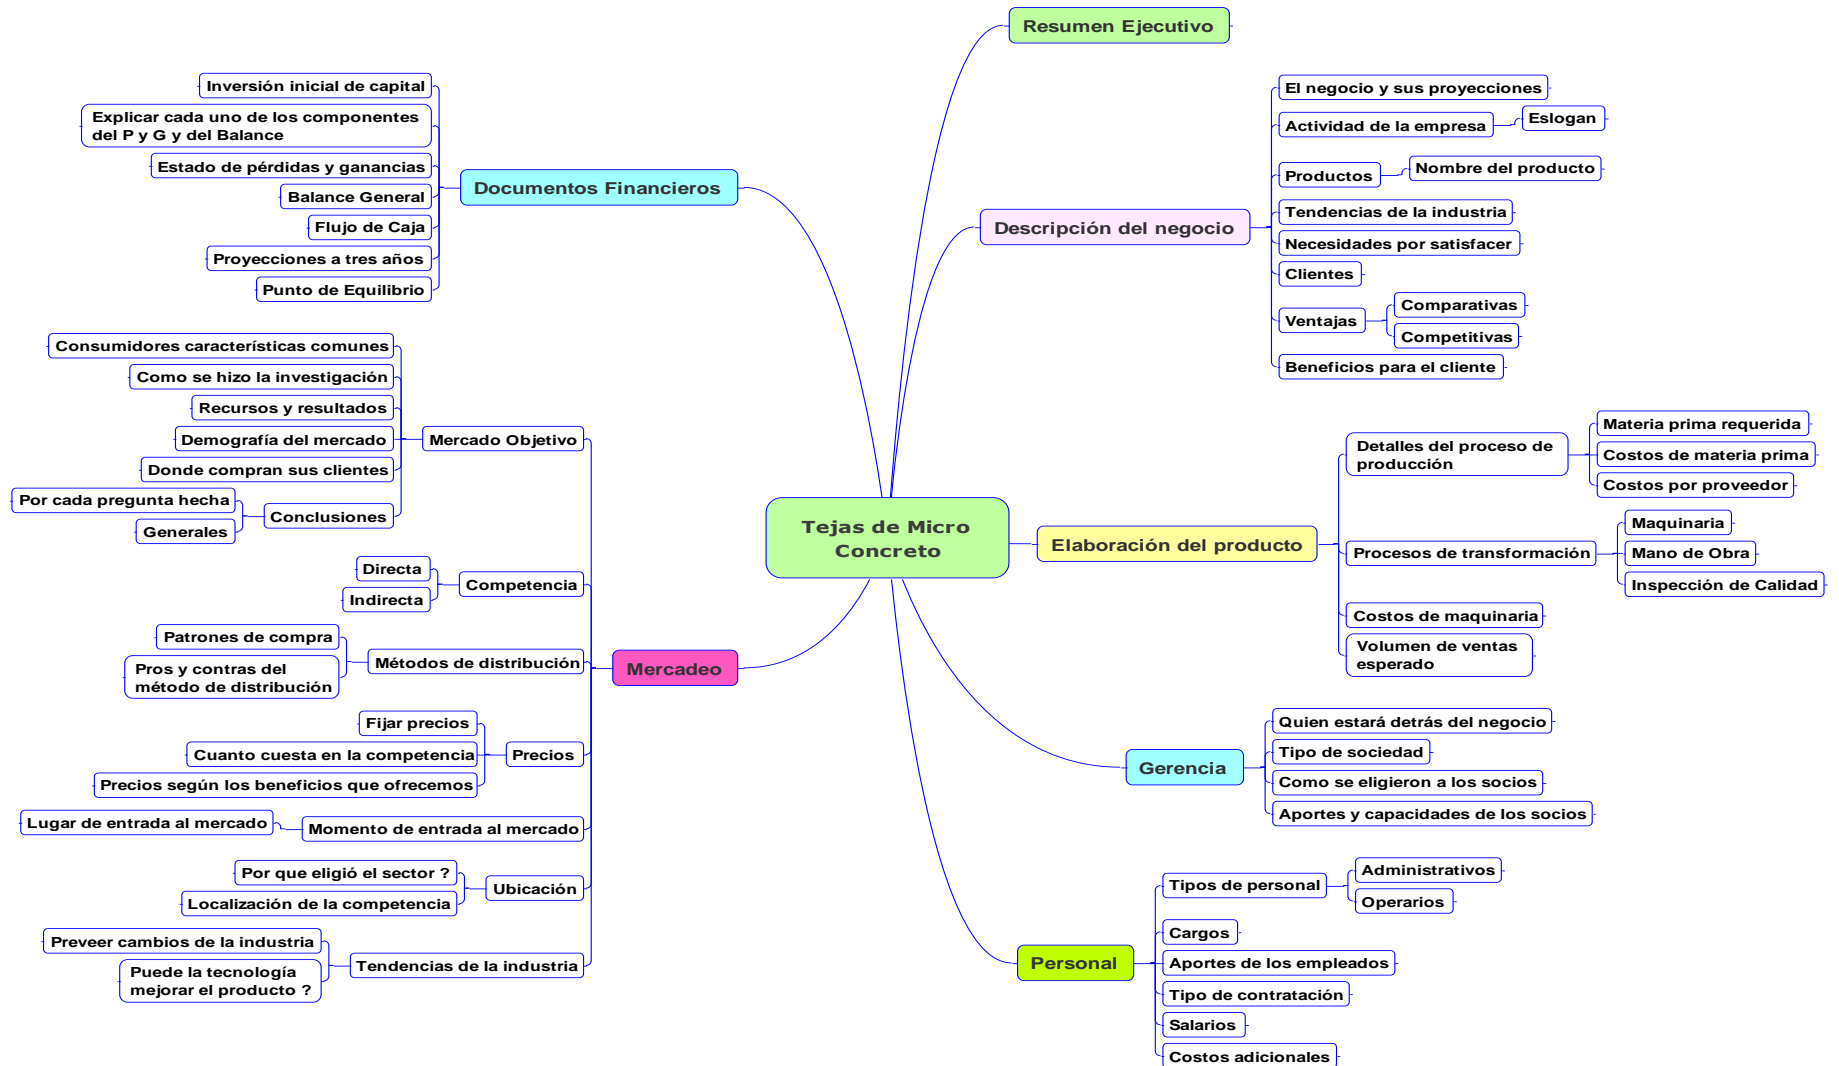 Tejas de Micro
Concreto
Resumen Ejecutivo
Descripción del negocio
El negocio y sus proyecciones
Actividad de la empresa
Eslogan
Productos
Nombre del producto
Tendencias de la industria
Necesidades por satisfacer
Clientes
Ventajas
Comparativas
Competitivas
Beneficios para el cliente
Elaboración del producto
Detalles del proceso de
producción
Materia prima requerida
Costos de materia prima
Costos por proveedor
Procesos de transformación
Maquinaria
Mano de Obra
Inspección de Calidad
Costos de maquinaria
Volumen de ventas
esperado
Gerencia
Quien estará detrás del negocio
Tipo de sociedad
Como se eligieron a los socios
Aportes y capacidades de los socios
Personal
Tipos de personal
Administrativos
Operarios
Cargos
Aportes de los empleados
Tipo de contratación
Salarios
Costos adicionales
Documentos Financieros
Inversión inicial de capital
Explicar cada uno de los componentes
del P y G y del Balance
Estado de pérdidas y ganancias
Balance General
Flujo de Caja
Proyecciones a tres años
Punto de Equilibrio
Mercadeo
Mercado Objetivo
Consumidores características comunes
Como se hizo la investigación
Recursos y resultados
Demografía del mercado
Donde compran sus clientes
Conclusiones
Por cada pregunta hecha
Generales
Competencia
Directa
Indirecta
Métodos de distribución
Patrones de compra
Pros y contras del
método de distribución
Precios
Fijar precios
Cuanto cuesta en la competencia
Precios según los beneficios que ofrecemos
Momento de entrada al mercado
Lugar de entrada al mercado
Ubicación
Por que eligió el sector ?
Localización de la competencia
Tendencias de la industria
Preveer cambios de la industria
Puede la tecnología
mejorar el producto ?